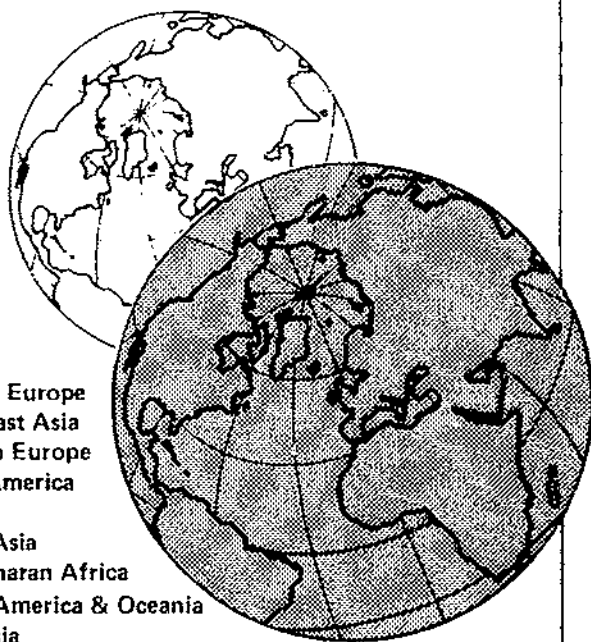 Europe
ast Asia
Europe
merica
Asia
haran Africa
America & Oceania
ia